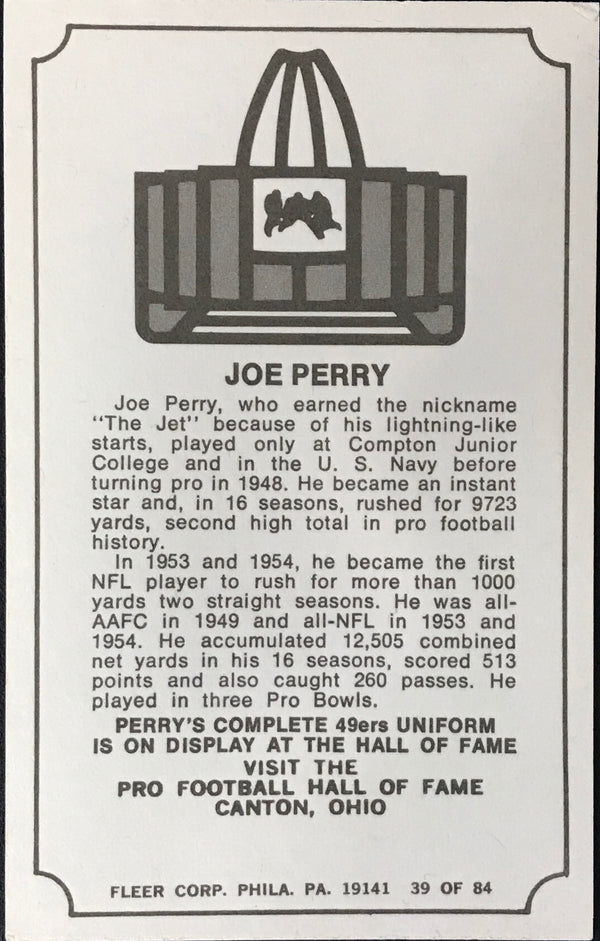 JOE PERRY
Joe Perry, who earned the nickname
"The Jet" because of his lightning-like
starts, played only at Compton Junior
College and in the U. S. Navy before
turning pro in 1948. He became an instant
star and, in 16 seasons, rushed for 9723
yards, second high total in pro football
history.
In 1953 and 1954, he became the first
NFL player to rush for more than 1000
yards two straight seasons. He was all-
AAFC in 1949 and all-NFL in 1953 and
1954. He accumulated 12,505 combined
net yards in his 16 seasons, scored 513
points and also caught 260 passes. He
played in three Pro Bowls.
PERRY'S COMPLETE 49ers UNIFORM
IS ON DISPLAY AT THE HALL OF FAME
VISIT THE
PRO FOOTBALL HALL OF FAME
CANTON, OHIO
FLEER CORP. PHILA. PA. 19141 39 OF 84